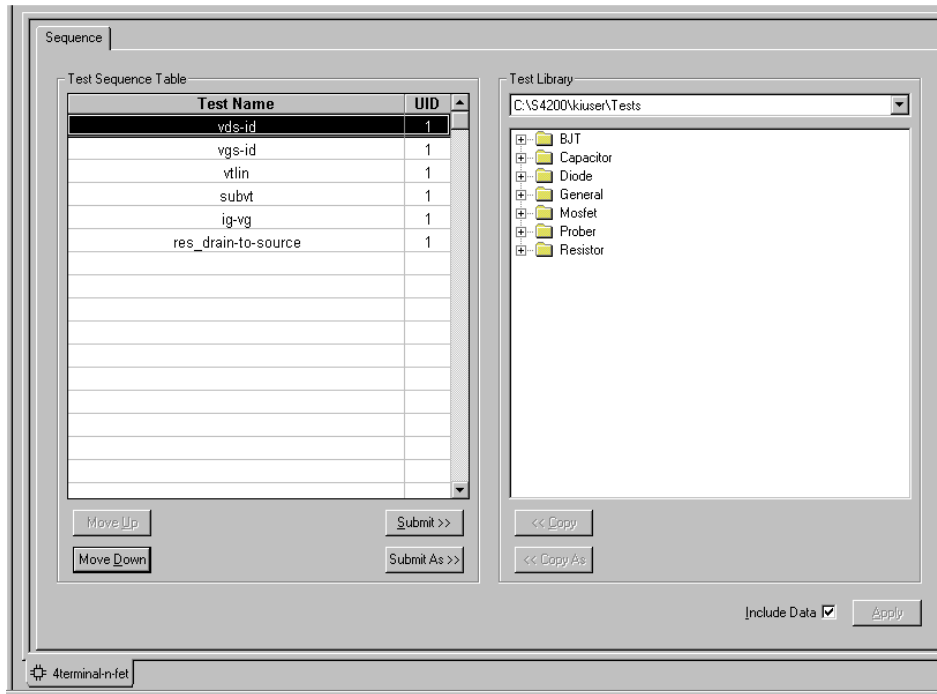 Sequence
Test Sequence Table
Test Name UID
vds-id 1
vgs-id 1
vtlin 1
subvt 1
ig-vg 1
res_drain-to-source 1
Move Up
Submit >>
Move Down
Submit As >>
Test Library
C:\S4200\kiuser\Tests
BJT
Capacitor
Diode
General
Mosfet
Prober
Resistor
<< Copy
<< Copy As
Include Data
Apply
4terminal-n-fet